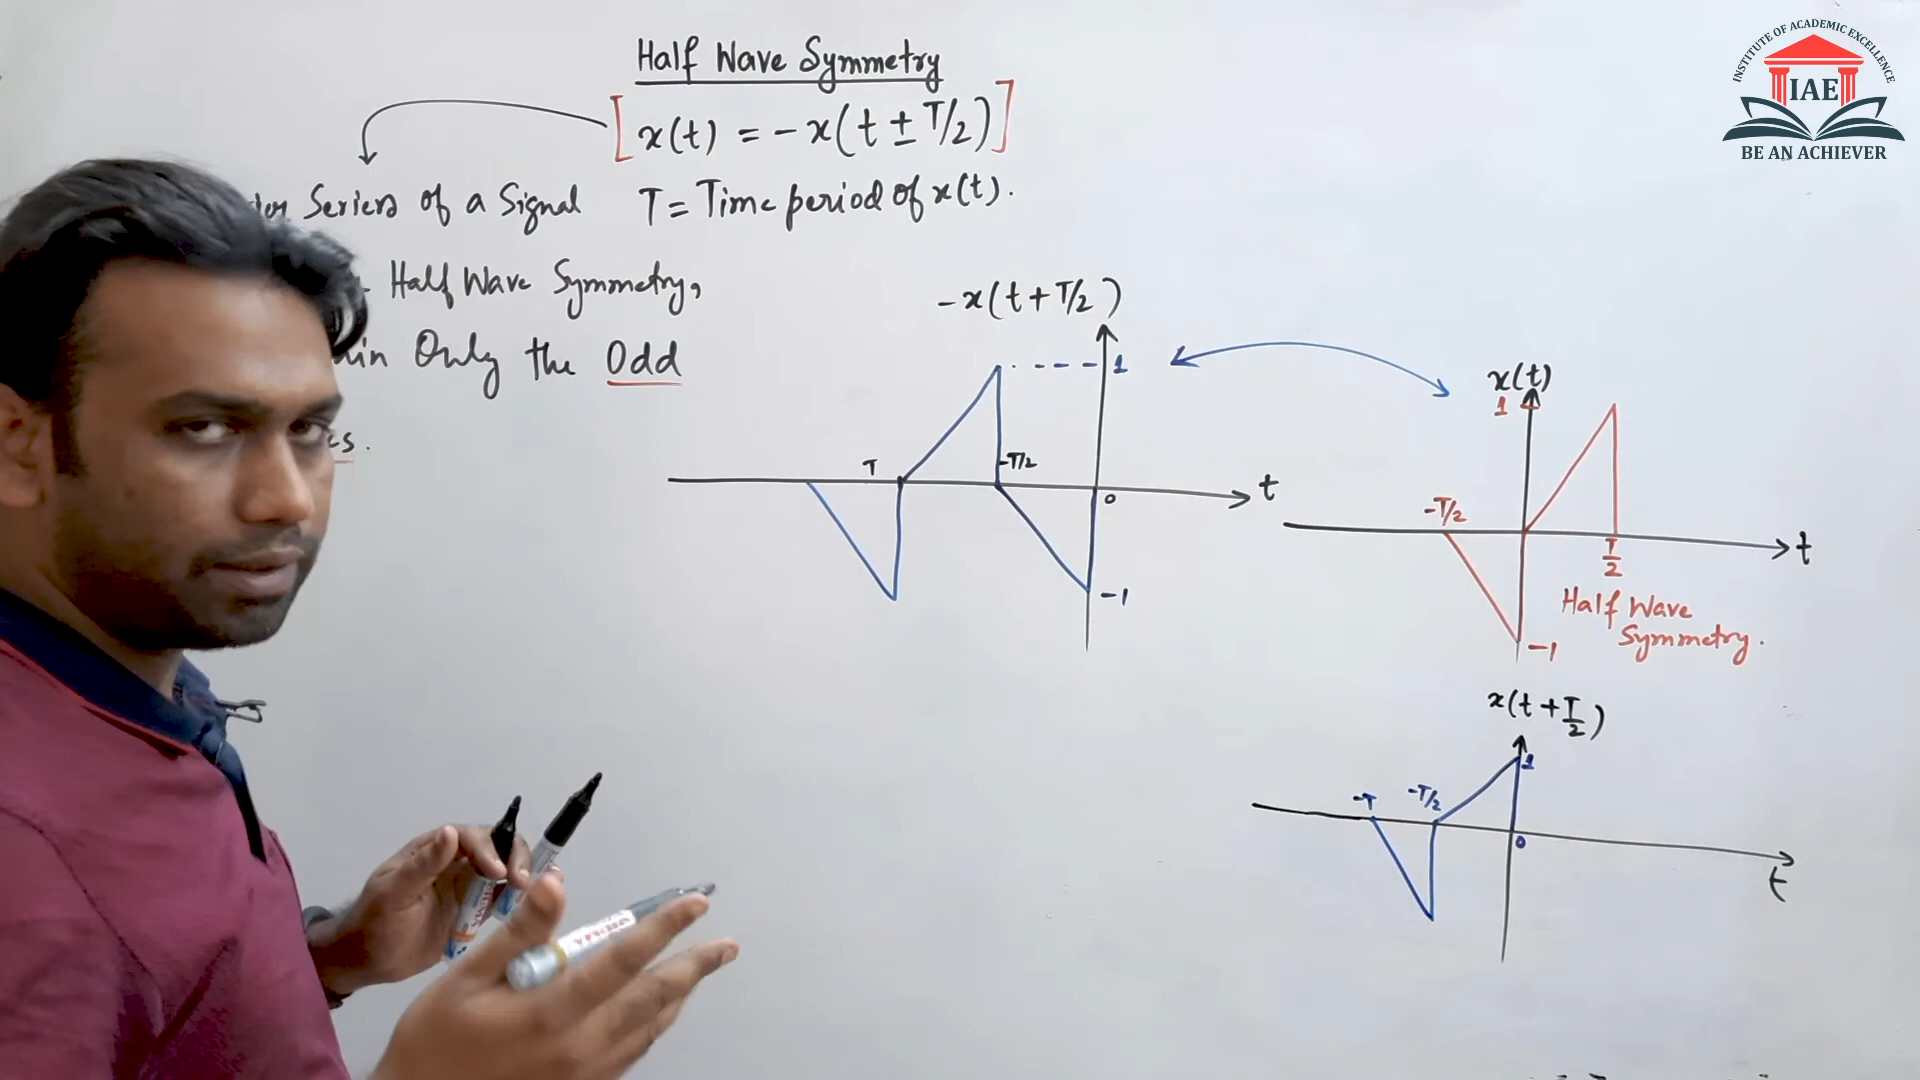 Half Wave Symmetry
x(t) = -x(t ± T/2)
Series of a Signal
T = Time period of x(t).
Half Wave Symmetry,
Only the Odd
-x(t + T/2)
1
T
-T/2
0
t
-1
x(t)
1
-T/2
T/2
t
-1
Half Wave
Symmetry.
x(t + T/2)
1
-T
-T/2
0
t
INSTITUTE OF ACADEMIC EXCELLENCE
IAE
BE AN ACHIEVER